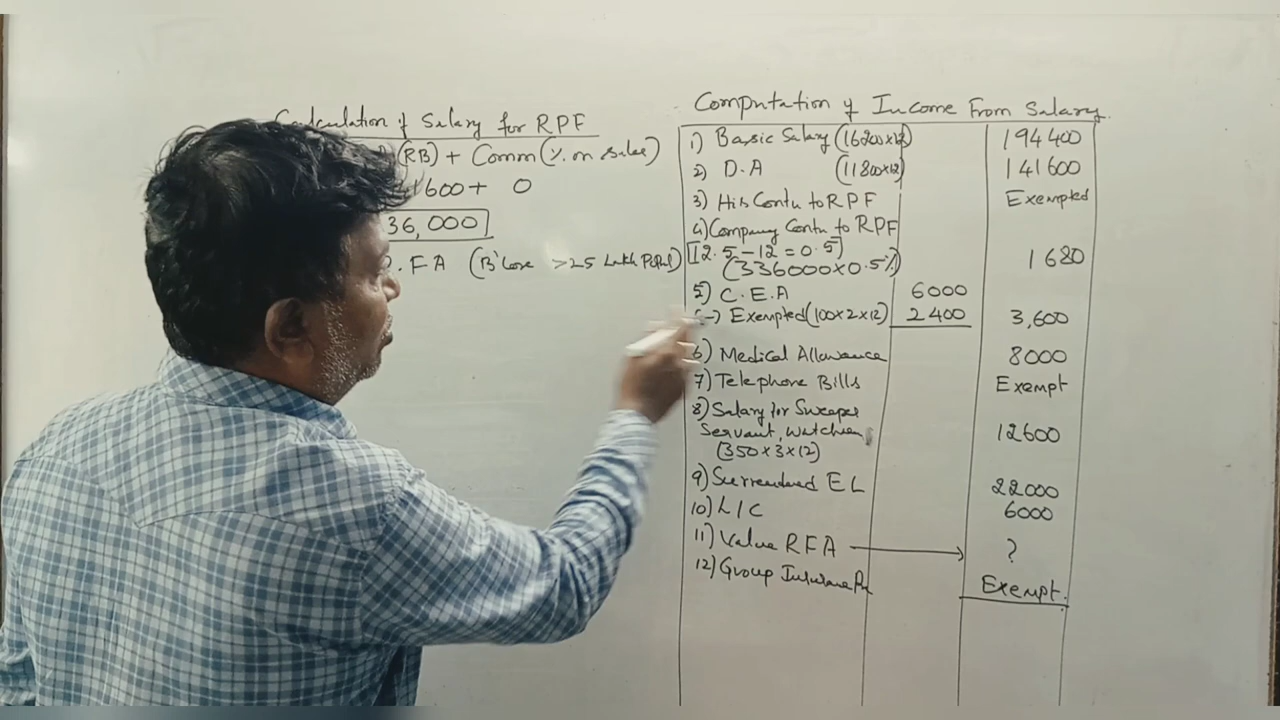 Calculation of Salary for RPF
(RB) + Comm (% on sales)
41600 + 0
36,000
. F A (B'lore > 25 Lakh Popul)
Computation of Income From Salary
1) Basic Salary (16200x12) 194400
2) D.A (11800x12) 141600
3) His Contn to RPF Exempted
4) Company Contn to RPF
[12.5-12=0.5]
(336000x0.5%) 1680
5) C.E.A 6000
(-) Exempted (100x2x12) 2400 3,600
6) Medical Allowance 8000
7) Telephone Bills Exempt
8) Salary for Sweeper
Servant, Watchman 12600
(350x3x12)
9) Surrendered EL 22000
10) LIC 6000
11) Value RFA ?
12) Group Insurance Pr Exempt.